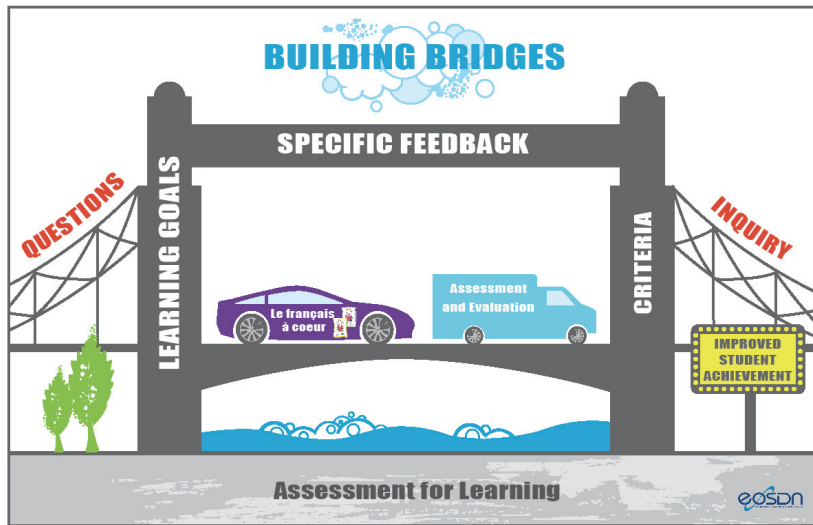 BUILDING BRIDGES
SPECIFIC FEEDBACK
QUESTIONS
LEARNING GOALS
CRITERIA
INQUIRY
Le français
à coeur
Assessment
and Evaluation
IMPROVED
STUDENT
ACHIEVEMENT
Assessment for Learning
eosdn